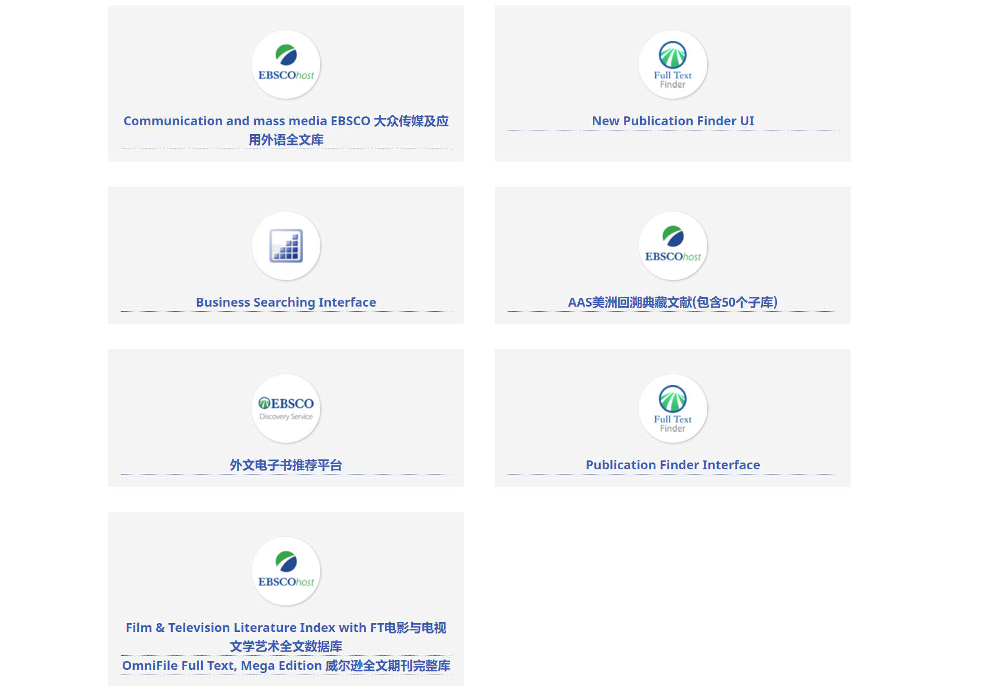 EBSCOhost
Communication and mass media EBSCO 大众传媒及应
用外语全文库
Full Text
Finder
New Publication Finder UI
Business Searching Interface
EBSCOhost
AAS美洲回溯典藏文献(包含50个子库)
EBSCO
Discovery Service
外文电子书推荐平台
Full Text
Finder
Publication Finder Interface
EBSCOhost
Film & Television Literature Index with FT电影与电视
文学艺术全文数据库
OmniFile Full Text, Mega Edition 威尔逊全文期刊完整库